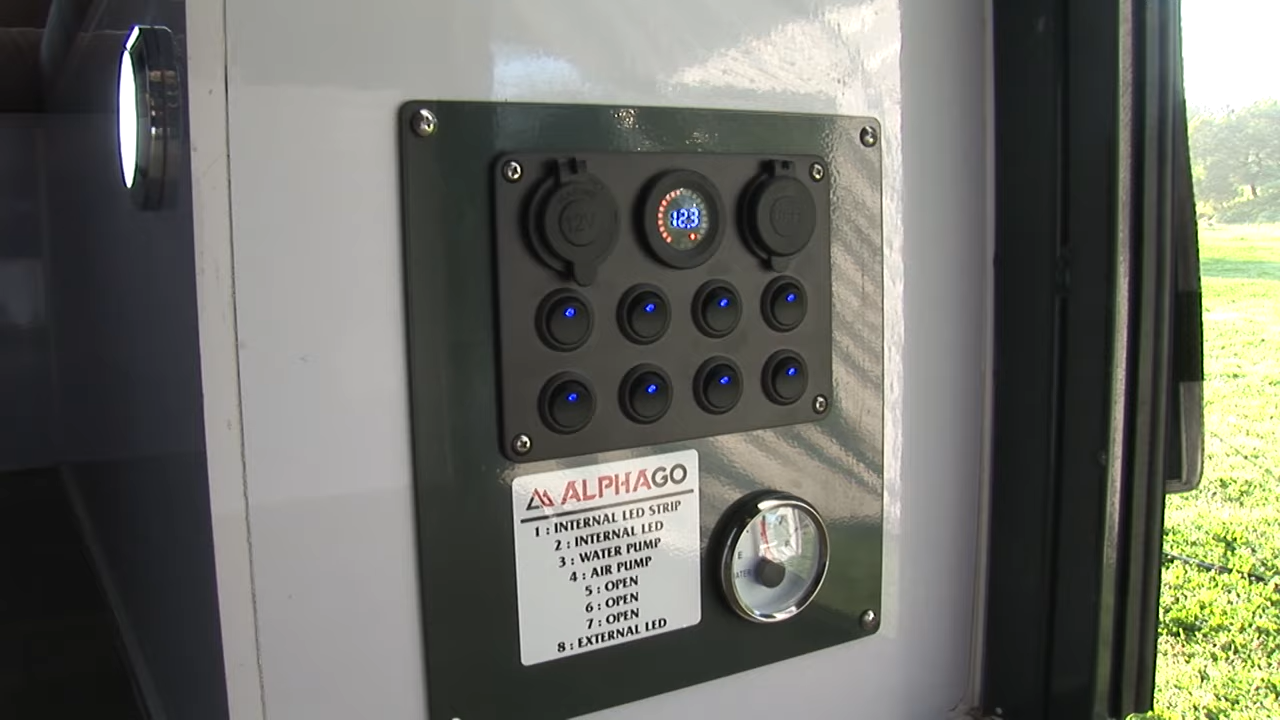 12V
12.3
ALPHAGO
1 : INTERNAL LED STRIP
2 : INTERNAL LED
3 : WATER PUMP
4 : AIR PUMP
5 : OPEN
6 : OPEN
7 : OPEN
8 : EXTERNAL LED
E